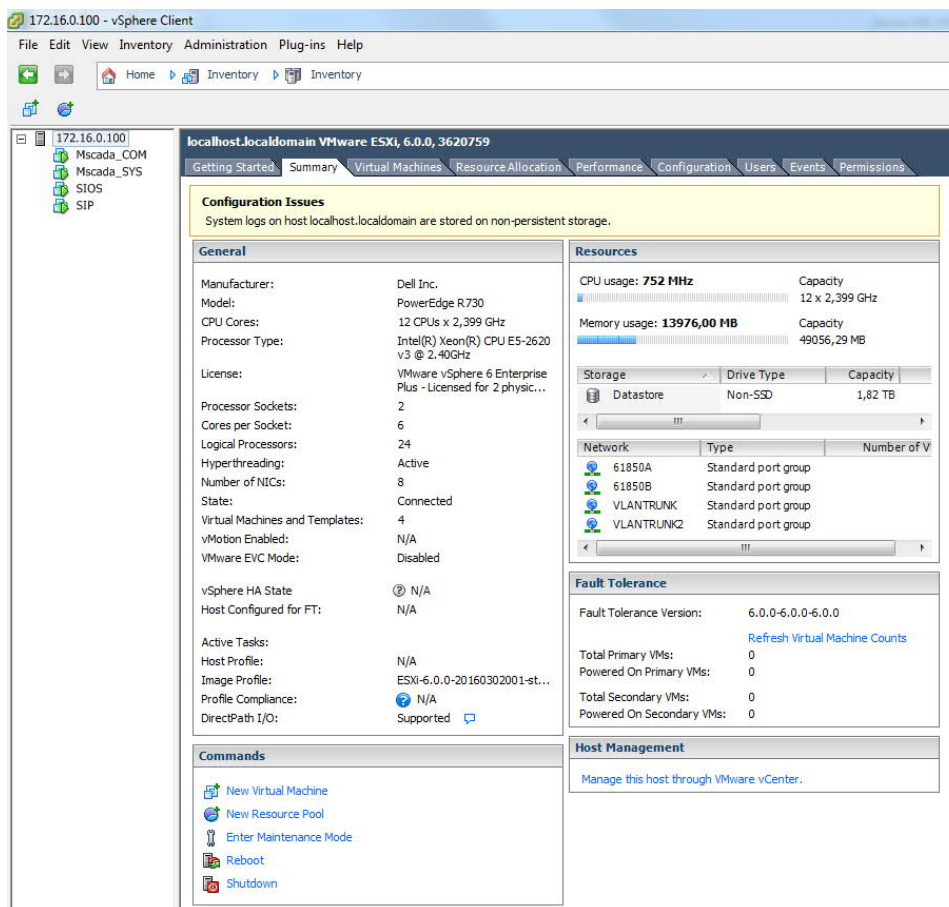 172.16.0.100 - vSphere Client
File Edit View Inventory Administration Plug-ins Help
Home Inventory Inventory
172.16.0.100
Mscada_COM
Mscada_SYS
SIOS
SIP
localhost.localdomain VMware ESXi, 6.0.0, 3620759
Getting Started Summary Virtual Machines Resource Allocation Performance Configuration Users Events Permissions
Configuration Issues
System logs on host localhost.localdomain are stored on non-persistent storage.
General
Manufacturer: Dell Inc.
Model: PowerEdge R730
CPU Cores: 12 CPUs x 2,399 GHz
Processor Type: Intel(R) Xeon(R) CPU E5-2620
v3 @ 2.40GHz
License: VMware vSphere 6 Enterprise
Plus - Licensed for 2 physic...
Processor Sockets: 2
Cores per Socket: 6
Logical Processors: 24
Hyperthreading: Active
Number of NICs: 8
State: Connected
Virtual Machines and Templates: 4
vMotion Enabled: N/A
VMware EVC Mode: Disabled
vSphere HA State N/A
Host Configured for FT: N/A
Active Tasks:
Host Profile: N/A
Image Profile: ESXi-6.0.0-20160302001-st...
Profile Compliance: N/A
DirectPath I/O: Supported
Commands
New Virtual Machine
New Resource Pool
Enter Maintenance Mode
Reboot
Shutdown
Resources
CPU usage: 752 MHz Capacity
12 x 2,399 GHz
Memory usage: 13976,00 MB Capacity
49056,29 MB
Storage Drive Type Capacity
Datastore Non-SSD 1,82 TB
Network Type Number of V
61850A Standard port group
61850B Standard port group
VLANTRUNK Standard port group
VLANTRUNK2 Standard port group
Fault Tolerance
Fault Tolerance Version: 6.0.0-6.0.0-6.0.0
Refresh Virtual Machine Counts
Total Primary VMs: 0
Powered On Primary VMs: 0
Total Secondary VMs: 0
Powered On Secondary VMs: 0
Host Management
Manage this host through VMware vCenter.